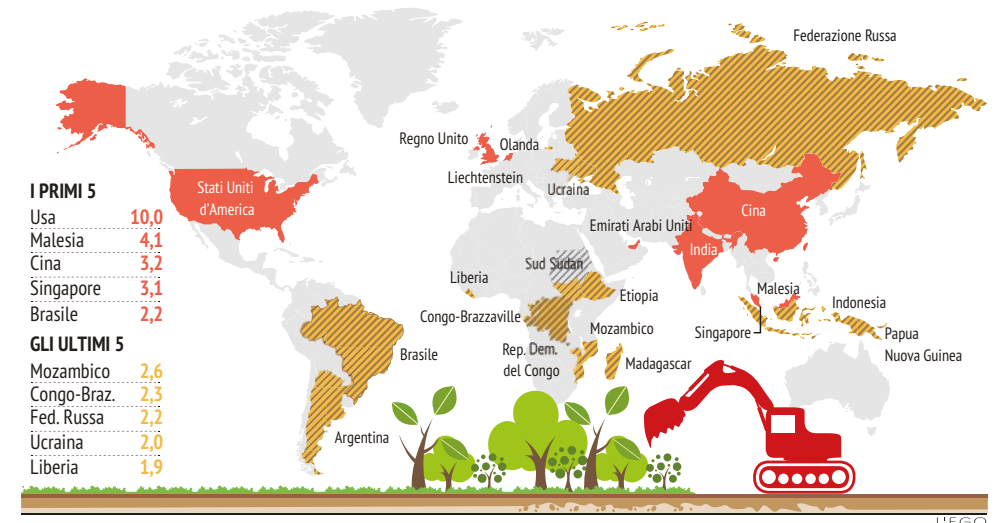 Federazione Russa
Regno Unito
Olanda
Liechtenstein
Ucraina
Stati Uniti
d'America
Cina
Emirati Arabi Uniti
India
I PRIMI 5
Usa 10,0
Malesia 4,1
Cina 3,2
Singapore 3,1
Brasile 2,2
GLI ULTIMI 5
Mozambico 2,6
Congo-Braz. 2,3
Fed. Russa 2,2
Ucraina 2,0
Liberia 1,9
Sud Sudan
Liberia
Etiopia
Malesia
Indonesia
Congo-Brazzaville
Mozambico
Singapore
Papua
Nuova Guinea
Rep. Dem.
del Congo
Madagascar
Brasile
Argentina
L'EGO